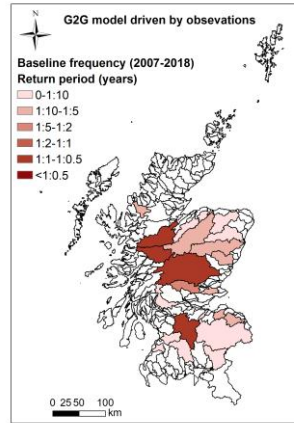 G2G model driven by obsevations
N
Baseline frequency (2007-2018)
Return period (years)
0-1:10
1:10-1:5
1:5-1:2
1:2-1:1
1:1-1:0.5
<1:0.5
0 25 50 100
km